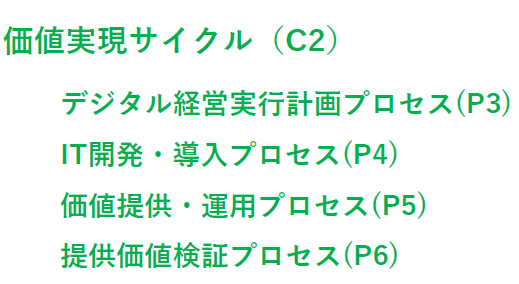 価値実現サイクル（C2）
デジタル経営実行計画プロセス(P3)
IT開発・導入プロセス(P4)
価値提供・運用プロセス(P5)
提供価値検証プロセス(P6)